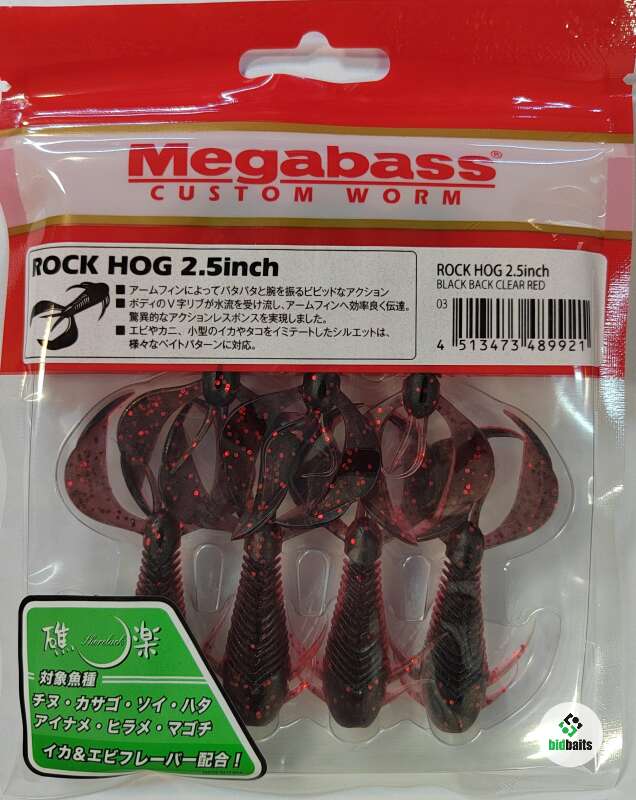 Megabass®
CUSTOM WORM
ROCK HOG 2.5inch
■アームフィンによってバタバタと腕を振るビビッドなアクション
■ボディのV字リブが水流を受け流し、アームフィンへ効率良く伝達。
驚異的なアクションレスポンスを実現しました。
■エビやカニ、小型のイカやタコをイミテートしたシルエットは、
様々なベイトパターンに対応。
ROCK HOG 2.5inch
BLACK BACK CLEAR RED
03
4 513473 489921
礁楽
Shoreluck
対象魚種
チヌ・カサゴ・ソイ・ハタ
アイナメ・ヒラメ・マゴチ
イカ&エビフレーバー配合!
bidbaits